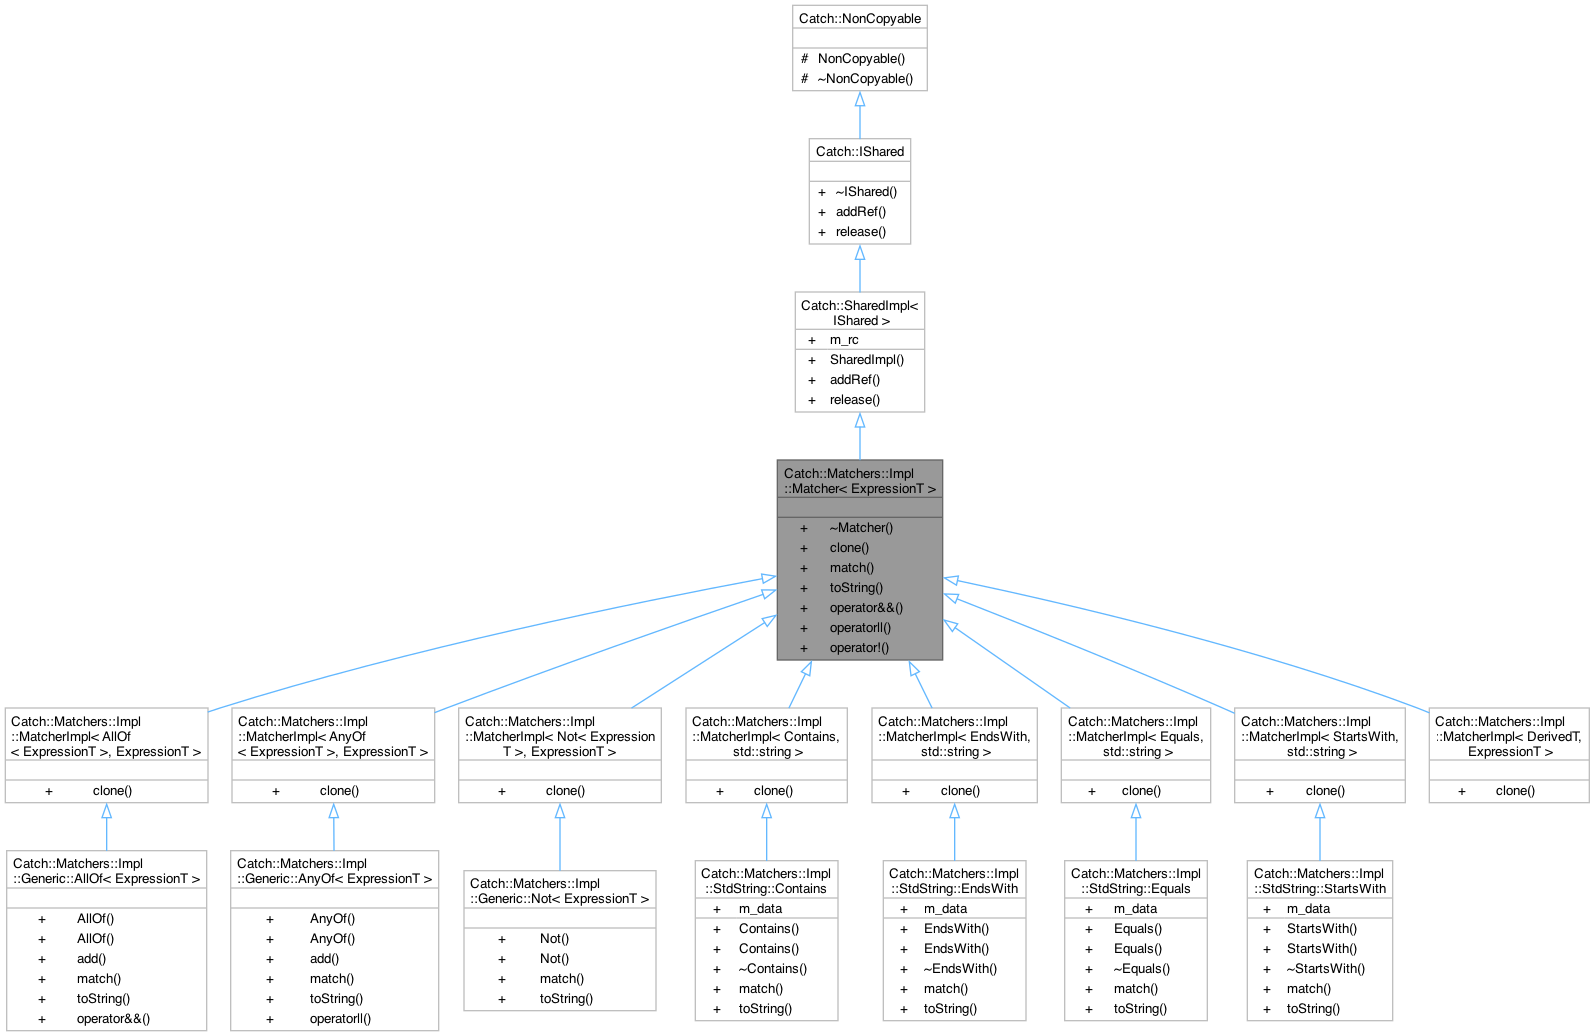 Catch::NonCopyable
# NonCopyable()
# ~NonCopyable()
Catch::IShared
+ ~IShared()
+ addRef()
+ release()
Catch::SharedImpl<
IShared >
+ m_rc
+ SharedImpl()
+ addRef()
+ release()
Catch::Matchers::Impl
::Matcher< ExpressionT >
+ ~Matcher()
+ clone()
+ match()
+ toString()
+ operator&&()
+ operator||()
+ operator!()
Catch::Matchers::Impl
::MatcherImpl< AllOf
< ExpressionT >, ExpressionT >
+ clone()
Catch::Matchers::Impl
::MatcherImpl< AnyOf
< ExpressionT >, ExpressionT >
+ clone()
Catch::Matchers::Impl
::MatcherImpl< Not< Expression
T >, ExpressionT >
+ clone()
Catch::Matchers::Impl
::MatcherImpl< Contains,
std::string >
+ clone()
Catch::Matchers::Impl
::MatcherImpl< EndsWith,
std::string >
+ clone()
Catch::Matchers::Impl
::MatcherImpl< Equals,
std::string >
+ clone()
Catch::Matchers::Impl
::MatcherImpl< StartsWith,
std::string >
+ clone()
Catch::Matchers::Impl
::MatcherImpl< DerivedT,
ExpressionT >
+ clone()
Catch::Matchers::Impl
::Generic::AllOf< ExpressionT >
+ AllOf()
+ AllOf()
+ add()
+ match()
+ toString()
+ operator&&()
Catch::Matchers::Impl
::Generic::AnyOf< ExpressionT >
+ AnyOf()
+ AnyOf()
+ add()
+ match()
+ toString()
+ operator||()
Catch::Matchers::Impl
::Generic::Not< ExpressionT >
+ Not()
+ Not()
+ match()
+ toString()
Catch::Matchers::Impl
::StdString::Contains
+ m_data
+ Contains()
+ Contains()
+ ~Contains()
+ match()
+ toString()
Catch::Matchers::Impl
::StdString::EndsWith
+ m_data
+ EndsWith()
+ EndsWith()
+ ~EndsWith()
+ match()
+ toString()
Catch::Matchers::Impl
::StdString::Equals
+ m_data
+ Equals()
+ Equals()
+ ~Equals()
+ match()
+ toString()
Catch::Matchers::Impl
::StdString::StartsWith
+ m_data
+ StartsWith()
+ StartsWith()
+ ~StartsWith()
+ match()
+ toString()